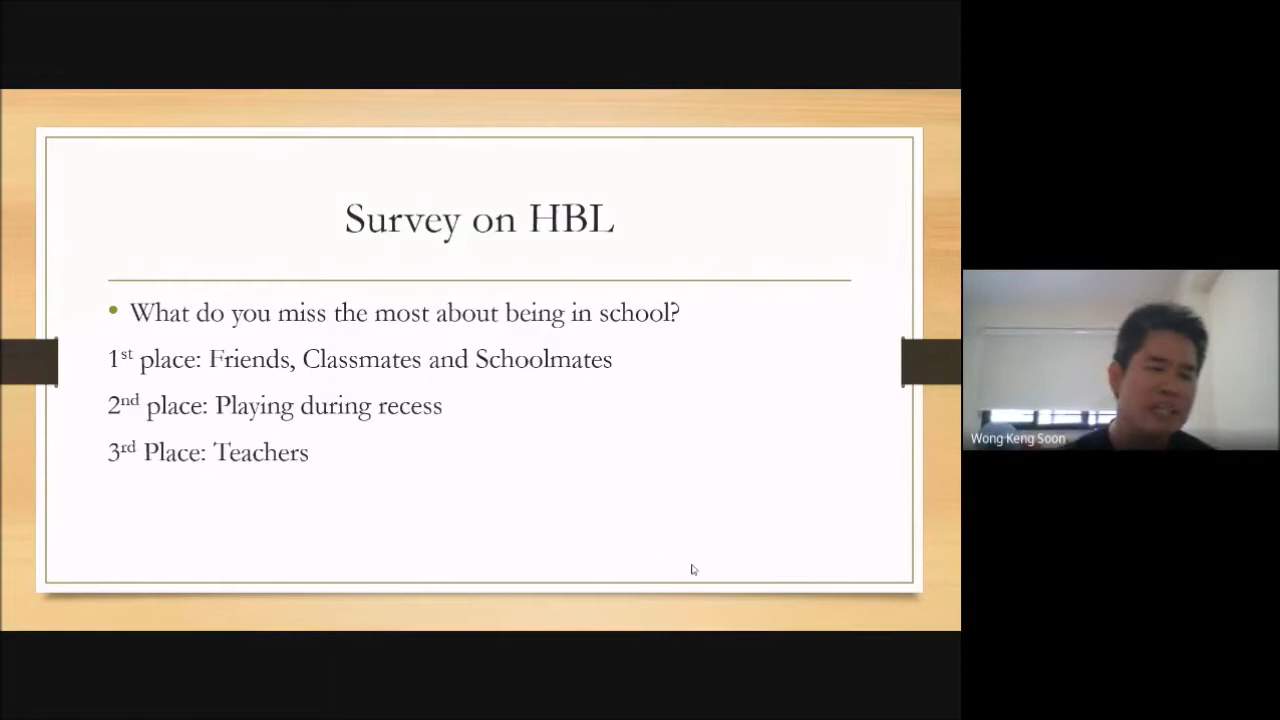 Survey on HBL
• What do you miss the most about being in school?
1st place: Friends, Classmates and Schoolmates
2nd place: Playing during recess
3rd Place: Teachers
Wong Keng Soon